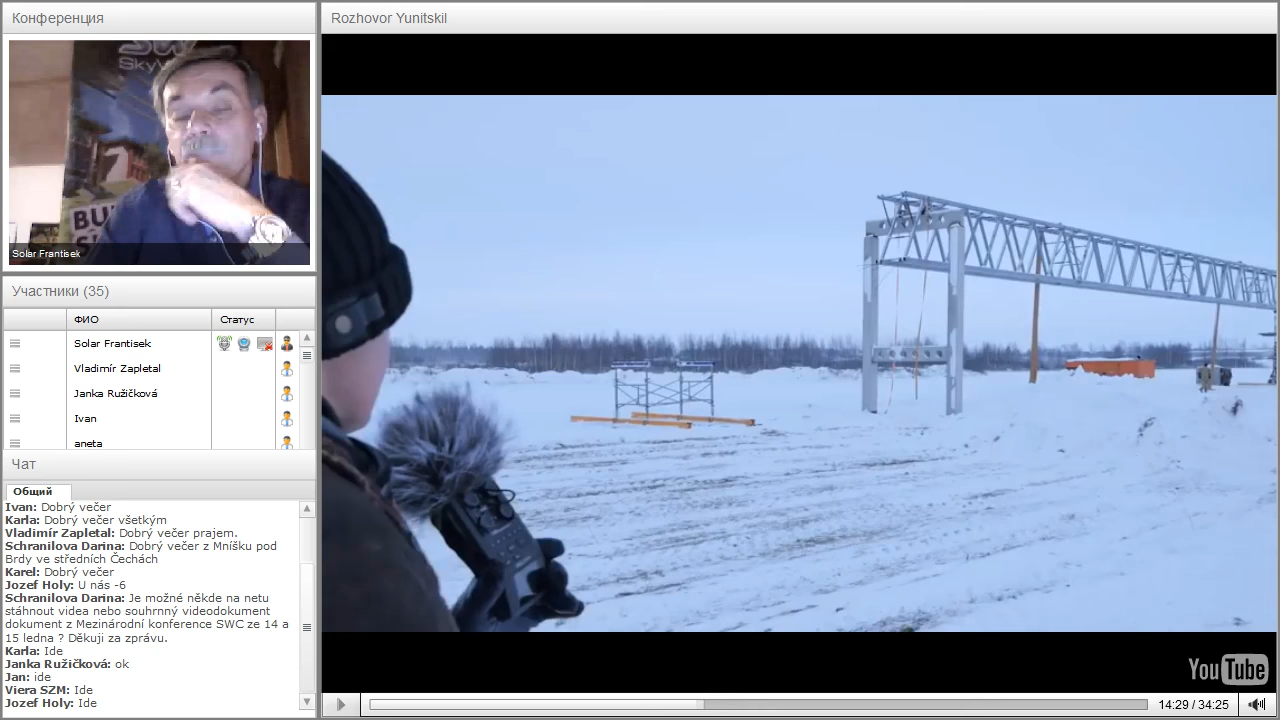 Конференция
Rozhovor Yunitskil
BU
Solar Frantisek
Участники (35)
ФИО
Статус
Solar Frantisek
Vladimír Zapletal
Janka Ružičková
Ivan
aneta
Чат
Общий
Ivan: Dobrý večer
Karla: Dobrý večer všetkým
Vladimír Zapletal: Dobrý večer prajem.
Schranilova Darina: Dobrý večer z Mníšku pod
Brdy ve středních Čechách
Karel: Dobrý večer
Jozef Holy: U nás -6
Schranilova Darina: Je možné někde na netu
stáhnout videa nebo souhrnný videodokument
dokument z Mezinárodní konference SWC ze 14 a
15 ledna ? Děkuji za zprávu.
Karla: Ide
Janka Ružičková: ok
Jan: ide
Viera SZM: Ide
Jozef Holy: Ide
YouTube
14:29 / 34:25